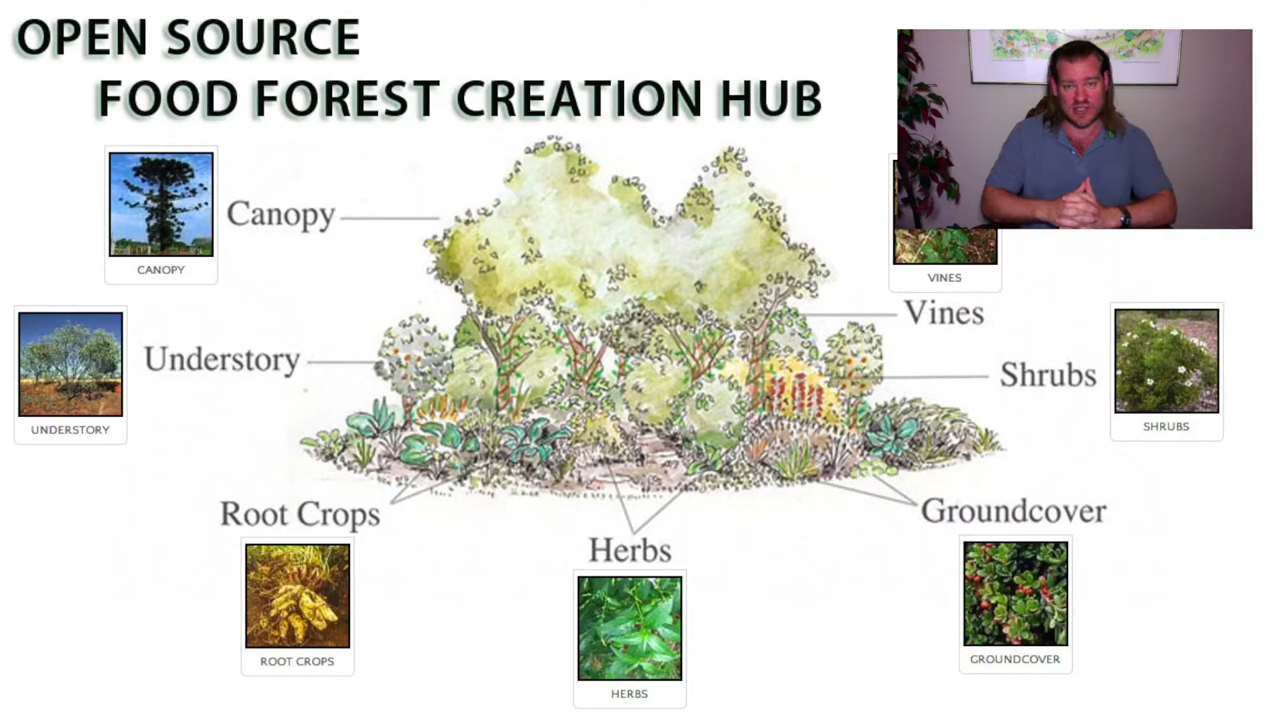 OPEN SOURCE
FOOD FOREST CREATION HUB
CANOPY
Canopy
VINES
Vines
UNDERSTORY
Understory
Shrubs
SHRUBS
Root Crops
ROOT CROPS
Herbs
HERBS
Groundcover
GROUNDCOVER